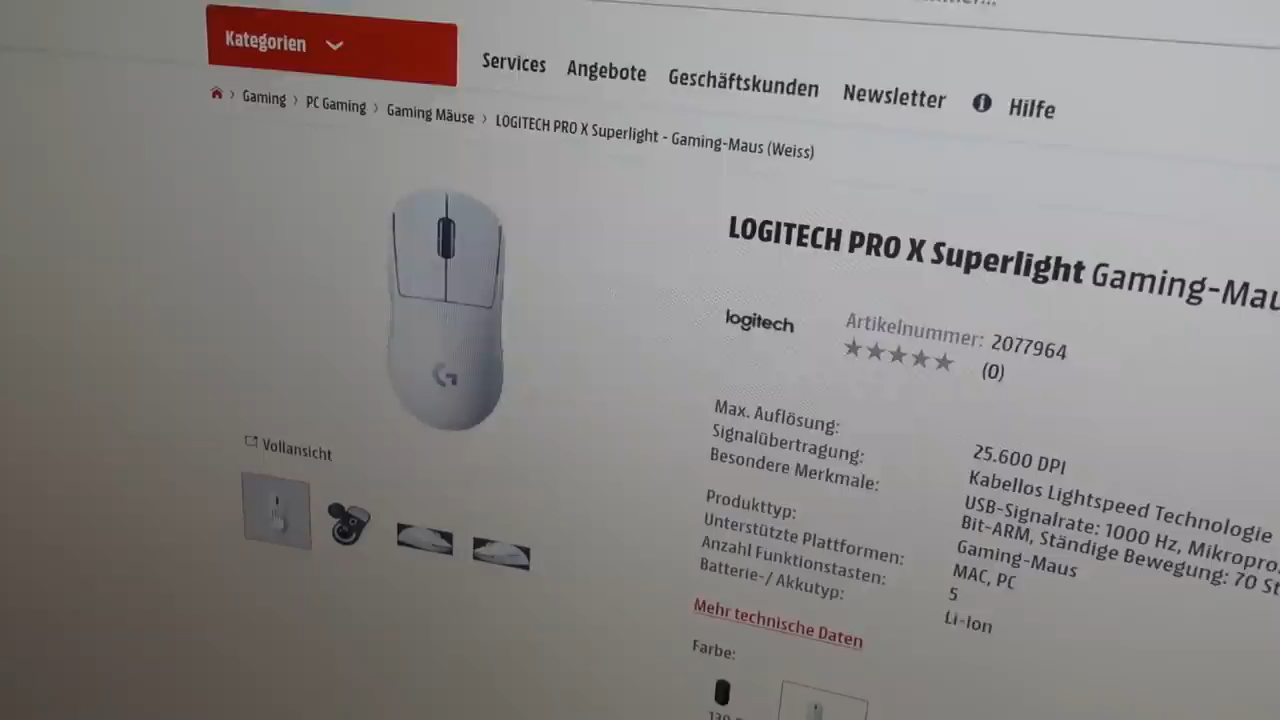 Kategorien
Services Angebote Geschäftskunden Newsletter Hilfe
Gaming > PC Gaming > Gaming Mäuse > LOGITECH PRO X Superlight - Gaming-Maus (Weiss)
LOGITECH PRO X Superlight Gaming-Mau
logitech
Artikelnummer: 2077964
(0)
Vollansicht
Max. Auflösung: 25.600 DPI
Signalübertragung: Kabellos Lightspeed Technologie
Besondere Merkmale: USB-Signalrate: 1000 Hz, Mikropro
Bit-ARM, Ständige Bewegung: 70 St
Produkttyp: Gaming-Maus
Unterstützte Plattformen: MAC, PC
Anzahl Funktionstasten: 5
Batterie-/ Akkutyp: Li-Ion
Mehr technische Daten
Farbe: